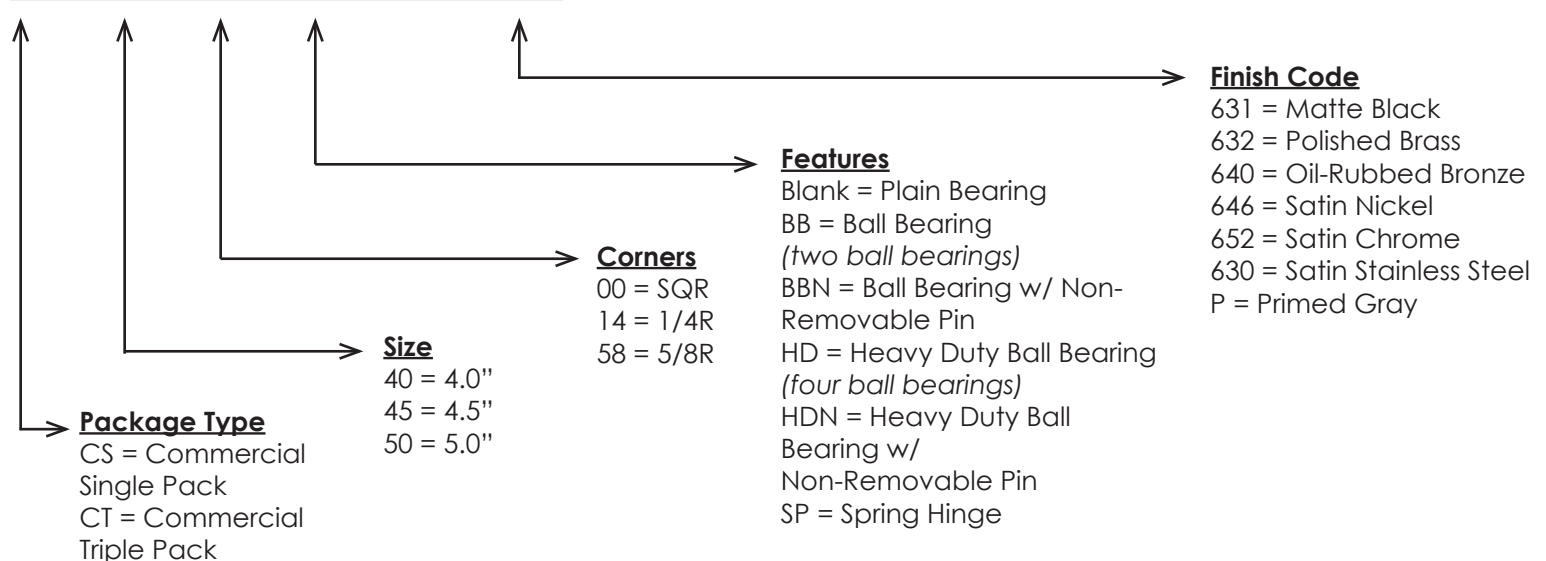 Package Type
CS = Commercial
Single Pack
CT = Commercial
Triple Pack
Size
40 = 4.0”
45 = 4.5”
50 = 5.0”
Corners
00 = SQR
14 = 1/4R
58 = 5/8R
Features
Blank = Plain Bearing
BB = Ball Bearing
(two ball bearings)
BBN = Ball Bearing w/ Non-
Removable Pin
HD = Heavy Duty Ball Bearing
(four ball bearings)
HDN = Heavy Duty Ball
Bearing w/
Non-Removable Pin
SP = Spring Hinge
Finish Code
631 = Matte Black
632 = Polished Brass
640 = Oil-Rubbed Bronze
646 = Satin Nickel
652 = Satin Chrome
630 = Satin Stainless Steel
P = Primed Gray